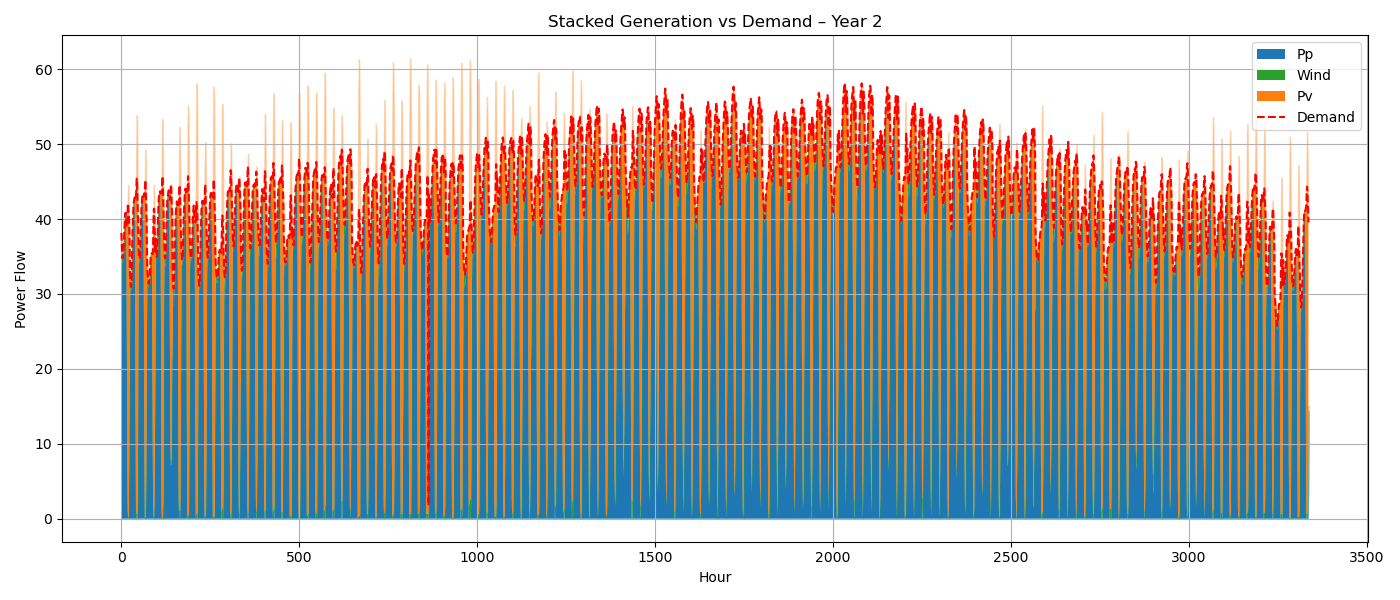 Stacked Generation vs Demand – Year 2
Power Flow
60
50
40
30
20
10
0
Pp
Wind
Pv
Demand
0 500 1000 1500 2000 2500 3000 3500
Hour